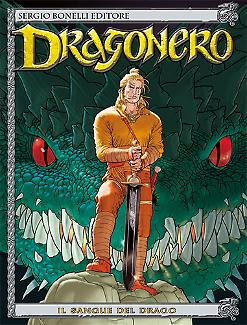 SERGIO BONELLI EDITORE
DRAGONERO
IL SANGUE DEL DRAGO